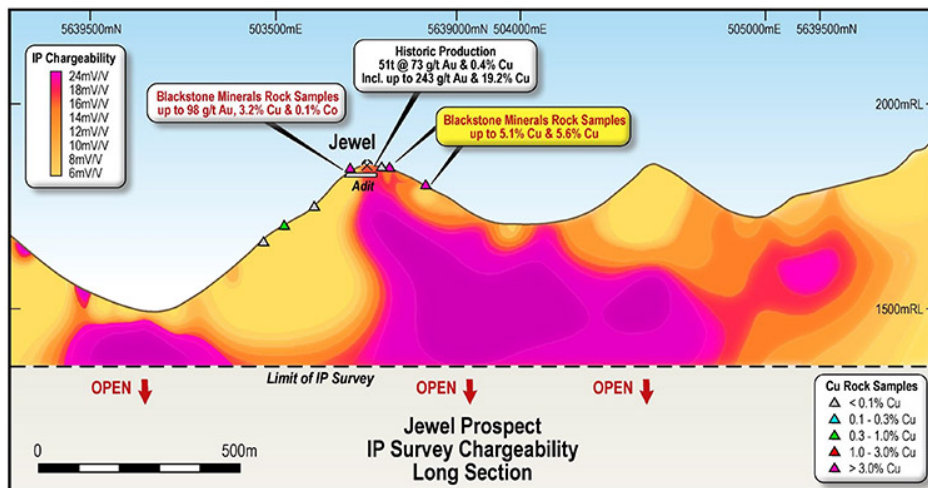 5639500mN
503500mE
5639000mN
504000mE
505000mE
5639500mN
IP Chargeability
24mV/V
18mV/V
16mV/V
14mV/V
12mV/V
10mV/V
8mV/V
6mV/V
Historic Production
51t @ 73 g/t Au & 0.4% Cu
Incl. up to 243 g/t Au & 19.2% Cu
Blackstone Minerals Rock Samples
up to 98 g/t Au, 3.2% Cu & 0.1% Co
Blackstone Minerals Rock Samples
up to 5.1% Cu & 5.6% Cu
2000mRL
Jewel
Adit
1500mRL
Limit of IP Survey
OPEN
OPEN
OPEN
Jewel Prospect
IP Survey Chargeability
Long Section
0
500m
Cu Rock Samples
< 0.1% Cu
0.1 - 0.3% Cu
0.3 - 1.0% Cu
1.0 - 3.0% Cu
> 3.0% Cu